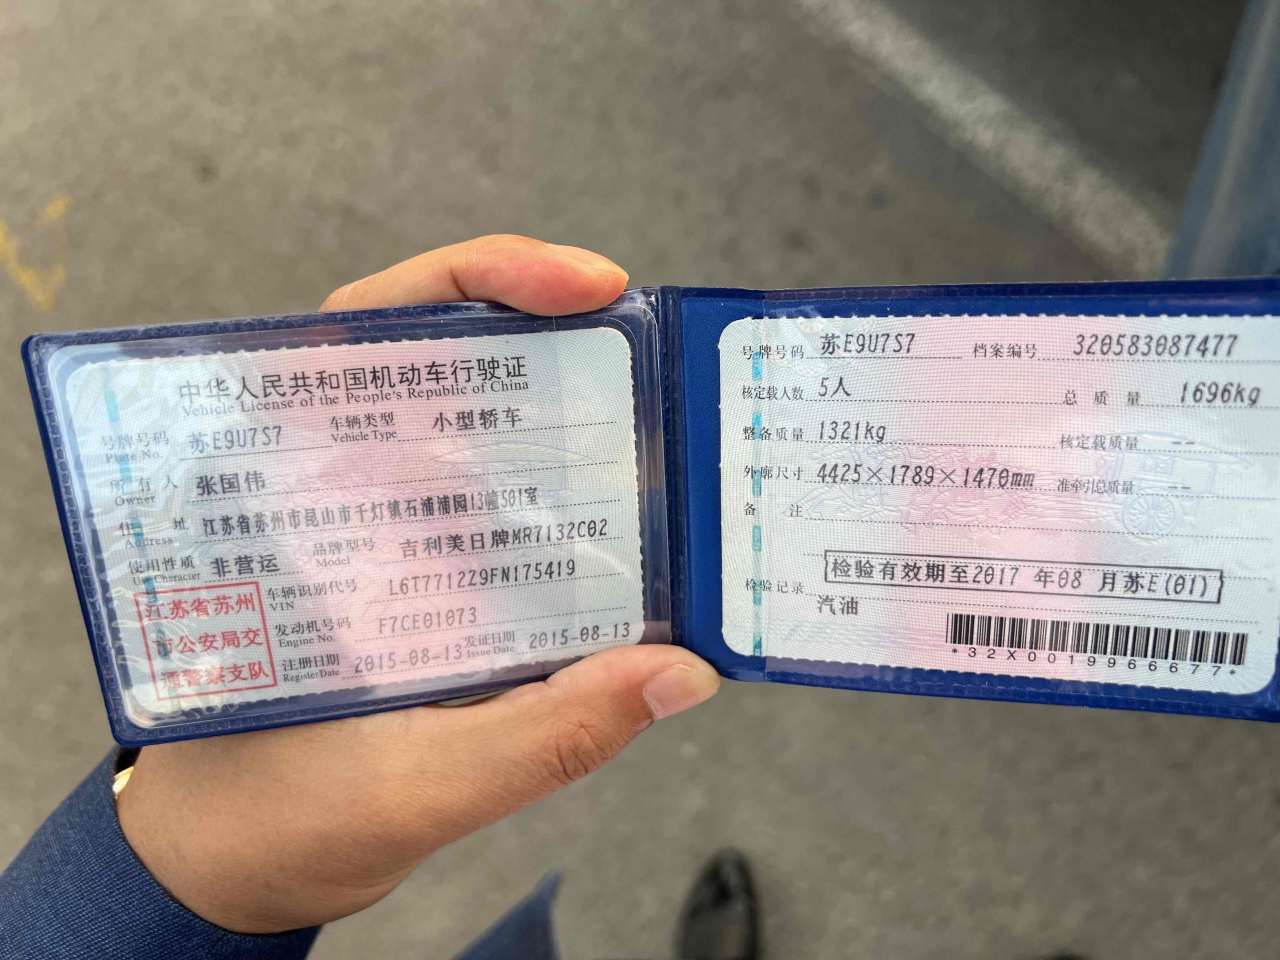 中华人民共和国机动车行驶证
Vehicle License of the People's Republic of China
号牌号码 苏E9U7S7 车辆类型 小型轿车
Plate No. Vehicle Type
所有人 张国伟
Owner
住址 江苏省苏州市昆山市千灯镇石浦浦园13幢501室
Address
使用性质 非营运 品牌型号 吉利美日牌MR7132C02
Use Character Model
江苏省苏州
市公安局交
通警察支队
车辆识别代号 L6T7712Z9FN175419
VIN
发动机号码 F7CE01073
Engine No.
注册日期 2015-08-13 发证日期 2015-08-13
Register Date Issue Date
号牌号码 苏E9U7S7 档案编号 320583087477
核定载人数 5人 总质量 1696kg
整备质量 1321kg 核定载质量 --
外廓尺寸 4425×1789×1470mm 准牵引总质量 --
备注
检验记录 检验有效期至2017 年08 月苏E(01)
汽油
*32X0019966677*